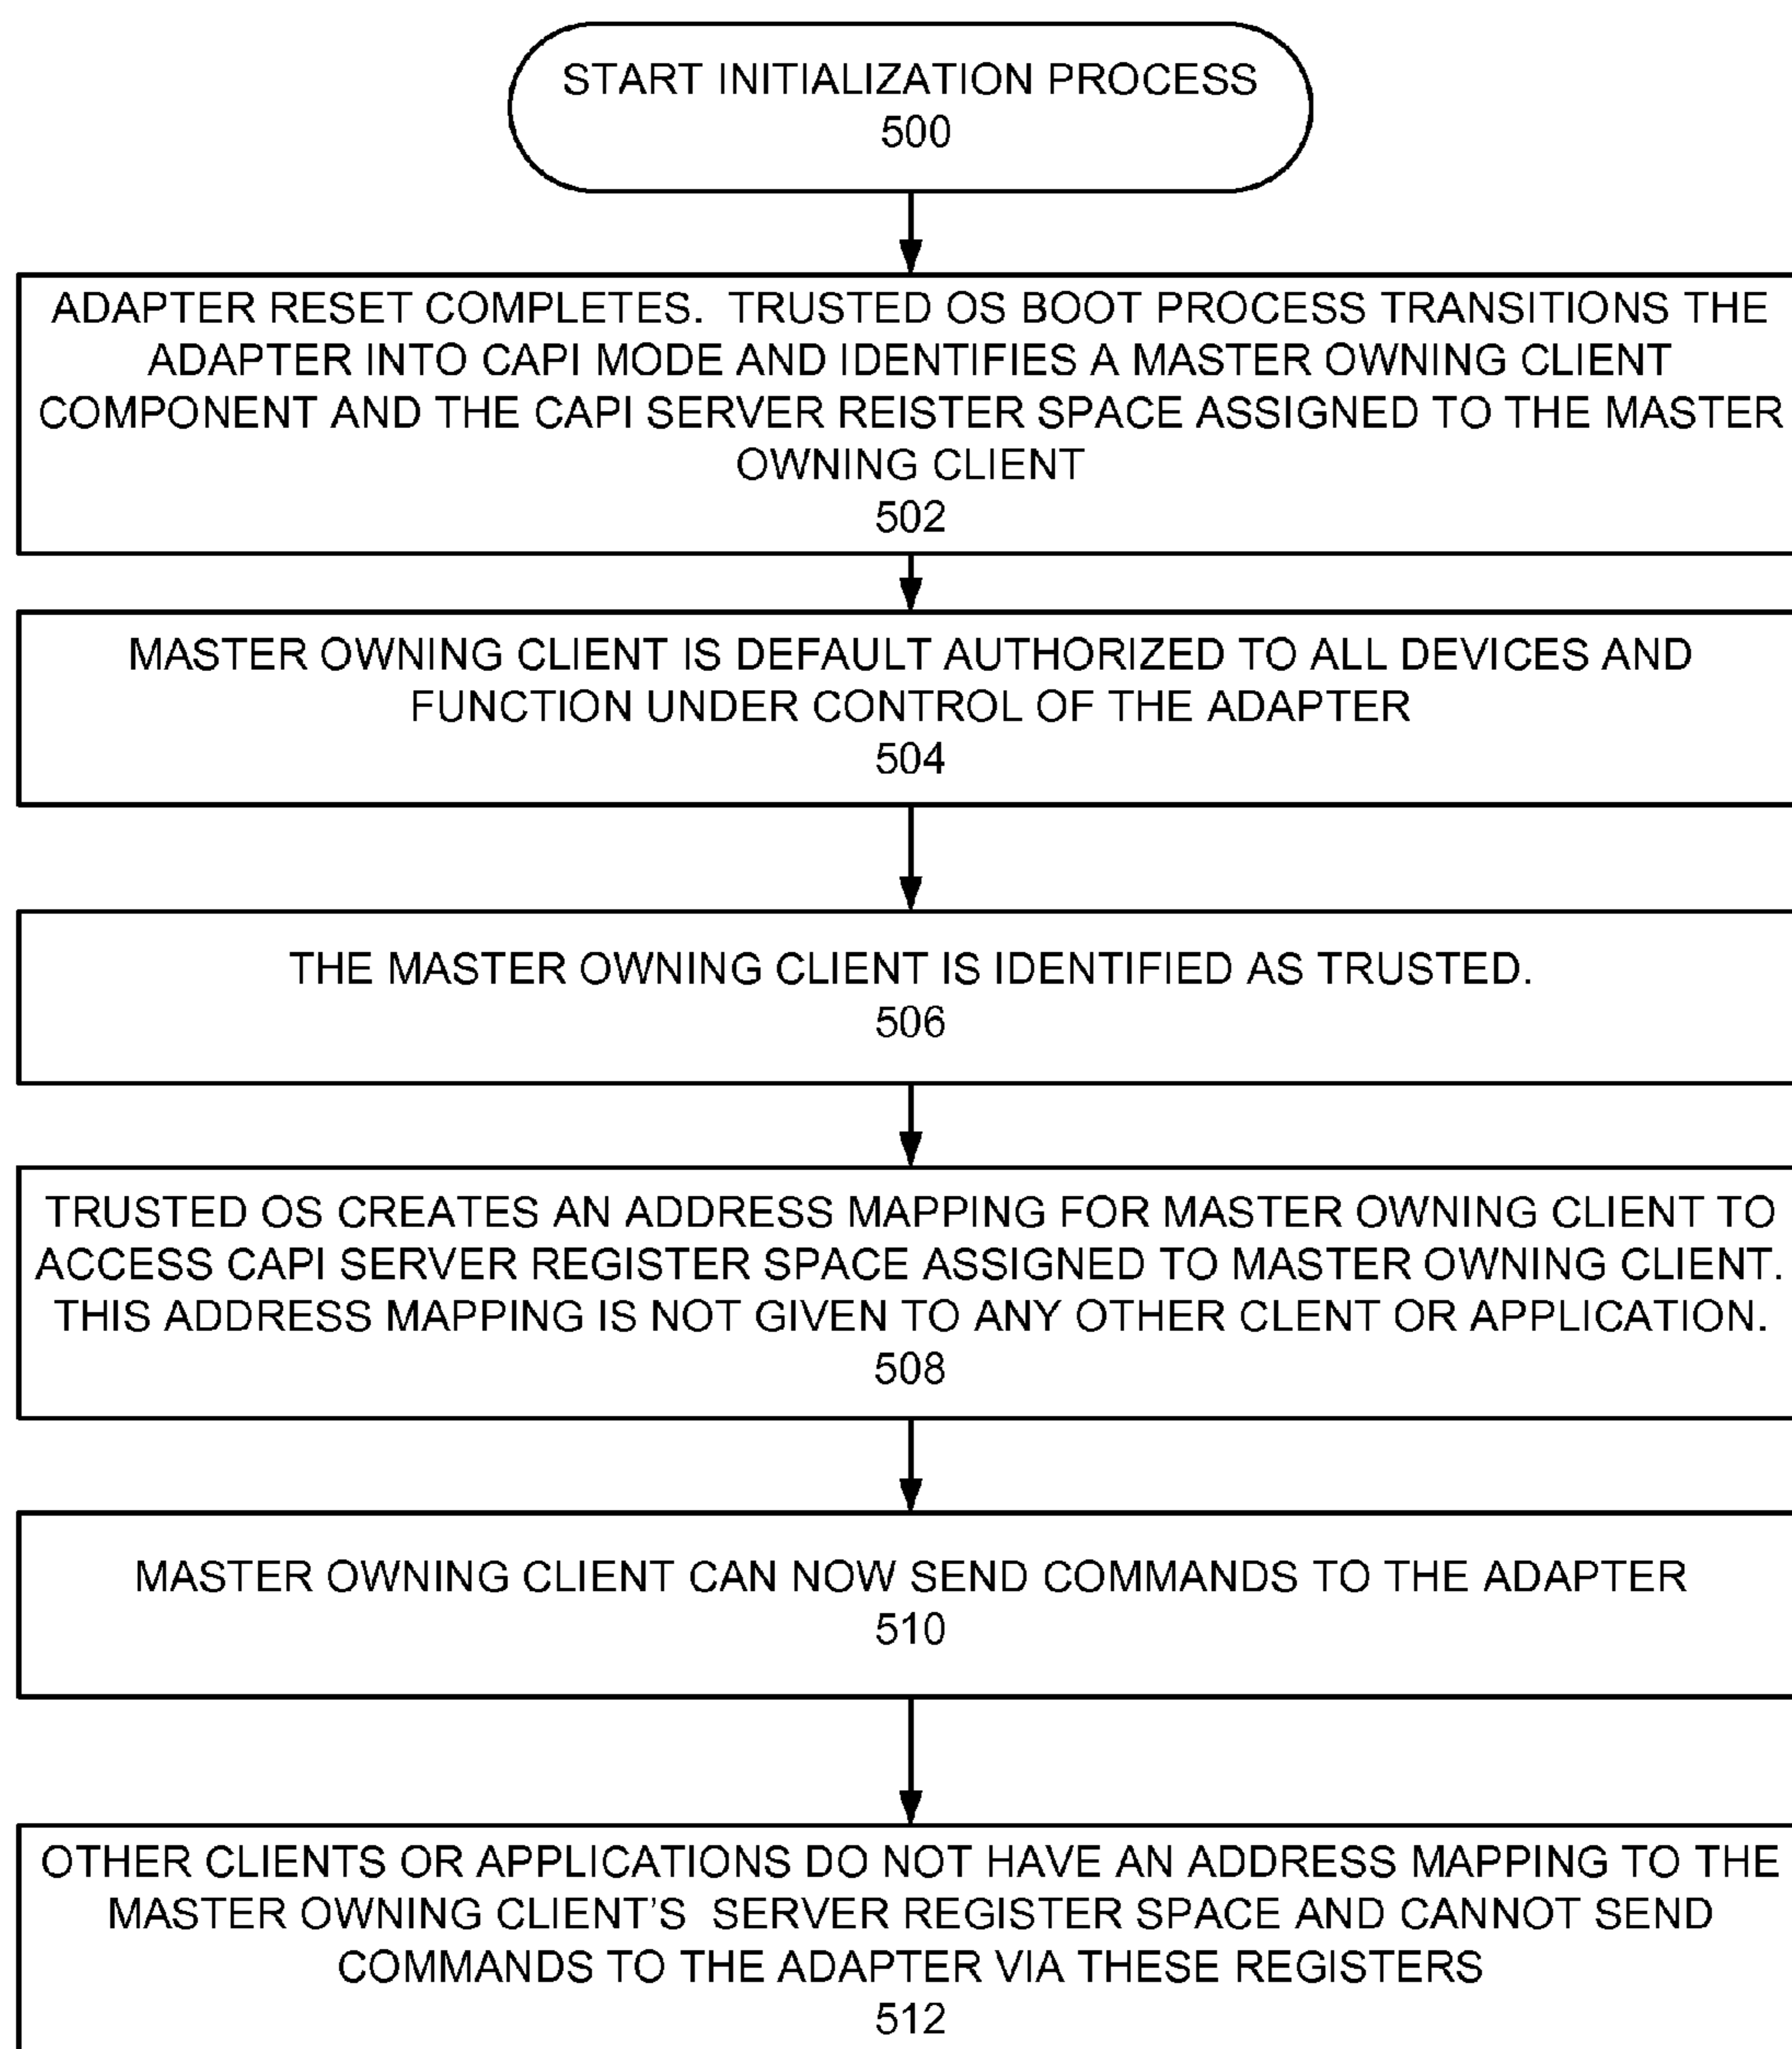 START INITIALIZATION PROCESS
500
ADAPTER RESET COMPLETES.  TRUSTED OS BOOT PROCESS TRANSITIONS THE
ADAPTER INTO CAPI MODE AND IDENTIFIES A MASTER OWNING CLIENT
COMPONENT AND THE CAPI SERVER REISTER SPACE ASSIGNED TO THE MASTER
OWNING CLIENT
502
MASTER OWNING CLIENT IS DEFAULT AUTHORIZED TO ALL DEVICES AND
FUNCTION UNDER CONTROL OF THE ADAPTER
504
THE MASTER OWNING CLIENT IS IDENTIFIED AS TRUSTED.
506
TRUSTED OS CREATES AN ADDRESS MAPPING FOR MASTER OWNING CLIENT TO
ACCESS CAPI SERVER REGISTER SPACE ASSIGNED TO MASTER OWNING CLIENT.
THIS ADDRESS MAPPING IS NOT GIVEN TO ANY OTHER CLENT OR APPLICATION.
508
MASTER OWNING CLIENT CAN NOW SEND COMMANDS TO THE ADAPTER
510
OTHER CLIENTS OR APPLICATIONS DO NOT HAVE AN ADDRESS MAPPING TO THE
MASTER OWNING CLIENT'S  SERVER REGISTER SPACE AND CANNOT SEND
COMMANDS TO THE ADAPTER VIA THESE REGISTERS
512